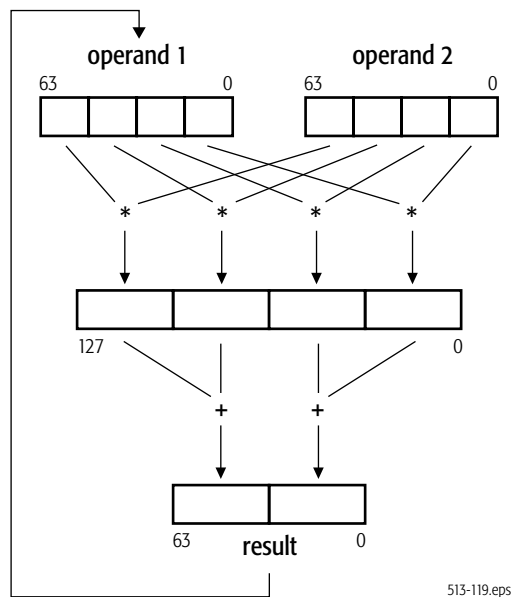 operand 1 operand 2
63 0 63 0
* * * *
127 0
+ +
63 result 0
513-119.eps